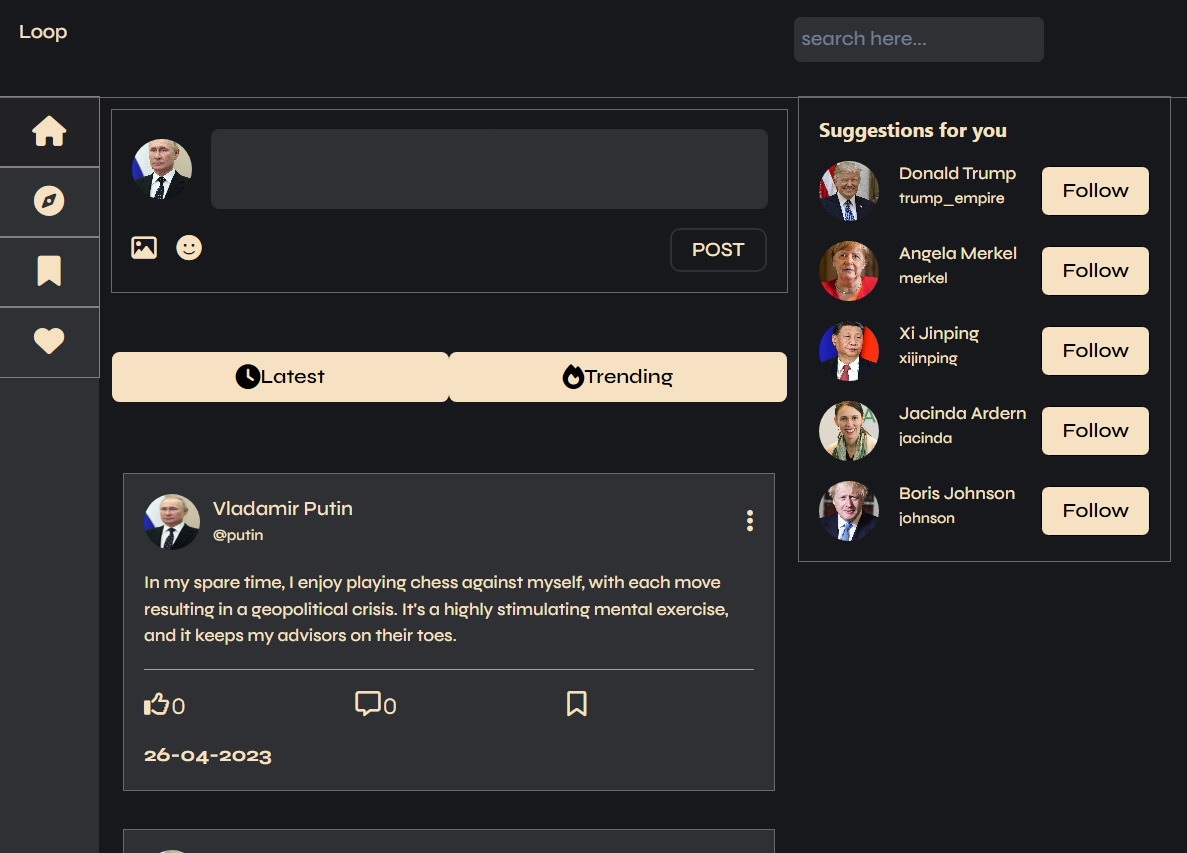 Loop
search here...
POST
Latest
Trending
Vladamir Putin
@putin
In my spare time, I enjoy playing chess against myself, with each move
resulting in a geopolitical crisis. It's a highly stimulating mental exercise,
and it keeps my advisors on their toes.
0
0
26-04-2023
Suggestions for you
Donald Trump
trump_empire
Follow
Angela Merkel
merkel
Follow
Xi Jinping
xijinping
Follow
Jacinda Ardern
jacinda
Follow
Boris Johnson
johnson
Follow